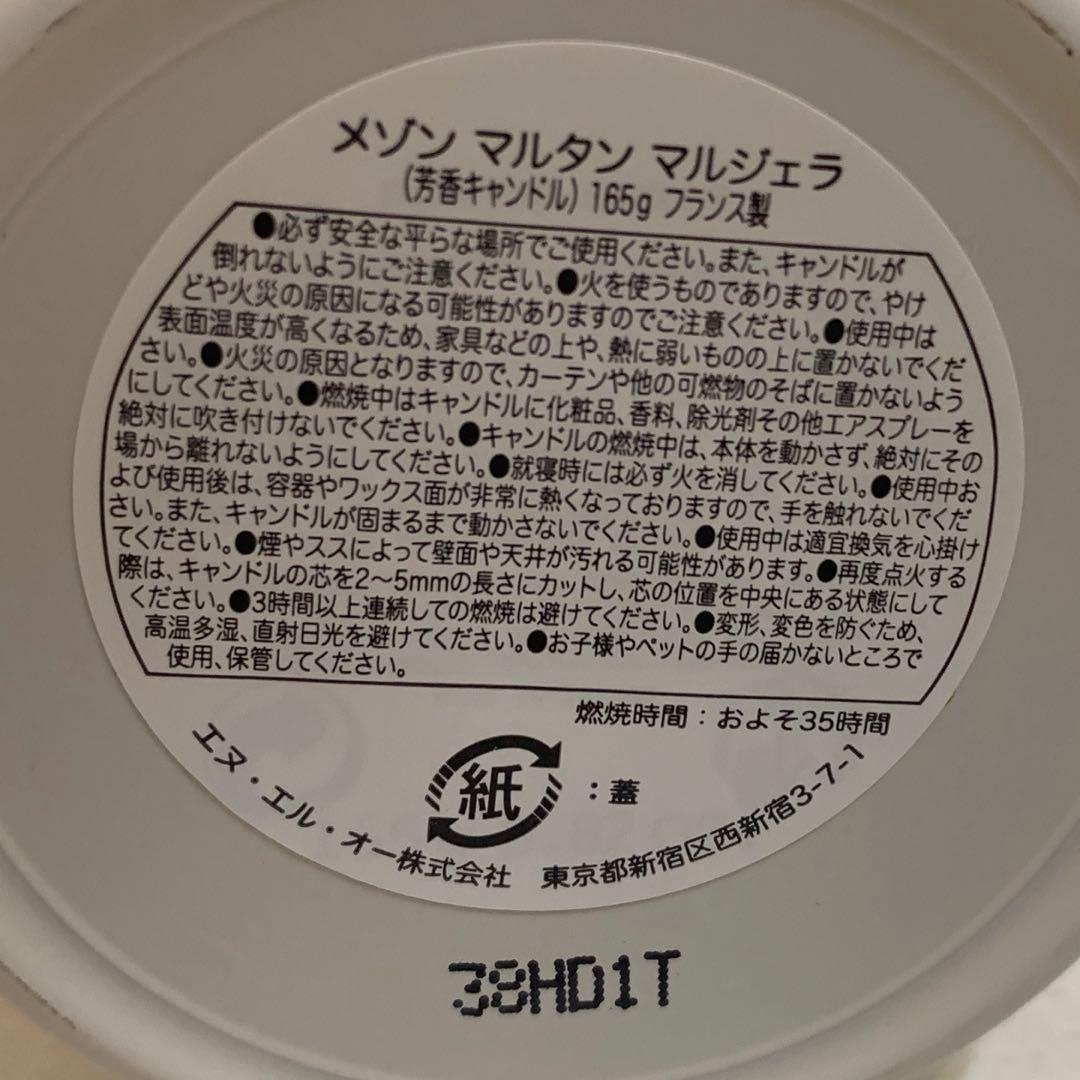 メゾン マルタン マルジェラ
(芳香キャンドル) 165g フランス製
●必ず安全な平らな場所でご使用ください。また、キャンドルが
倒れないようにご注意ください。●火を使うものでありますので、やけ
どや火災の原因になる可能性がありますのでご注意ください。●使用中は
表面温度が高くなるため、家具などの上や、熱に弱いものの上に置かないでくだ
さい。●火災の原因となりますので、カーテンや他の可燃物のそばに置かないよう
にしてください。●燃焼中はキャンドルに化粧品、香料、除光剤その他エアスプレーを
絶対に吹き付けないでください。●キャンドルの燃焼中は、本体を動かさず、絶対にその
場から離れないようにしてください。●就寝時には必ず火を消してください。●使用中お
よび使用後は、容器やワックス面が非常に熱くなっておりますので、手を触れないでくだ
さい。また、キャンドルが固まるまで動かさないでください。●使用中は適宜換気を心掛け
てください。●煙やススによって壁面や天井が汚れる可能性があります。●再度点火する
際は、キャンドルの芯を2〜5mmの長さにカットし、芯の位置を中央にある状態にして
ください。●3時間以上連続しての燃焼は避けてください。●変形、変色を防ぐため、
高温多湿、直射日光を避けてください。●お子様やペットの手の届かないところで
使用、保管してください。
燃焼時間：およそ35時間
紙：蓋
エヌ・エル・オー株式会社 東京都新宿区西新宿3-7-1
38HD1T